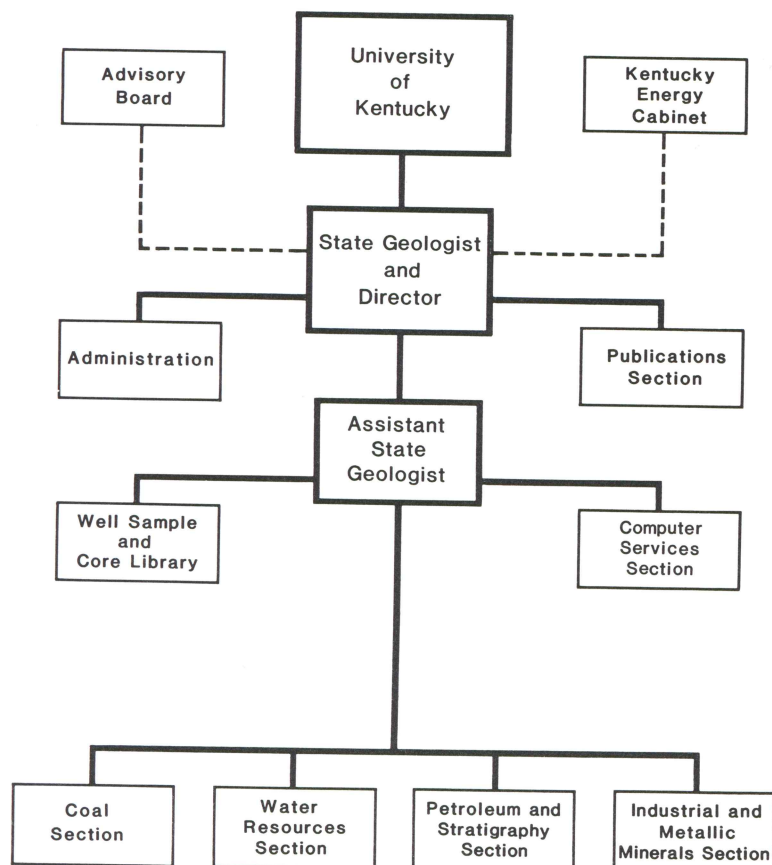 University
of
Kentucky
Advisory
Board
Kentucky
Energy
Cabinet
State Geologist
and
Director
Administration
Publications
Section
Assistant
State
Geologist
Well Sample
and
Core Library
Computer
Services
Section
Coal
Section
Water
Resources
Section
Petroleum and
Stratigraphy
Section
Industrial and
Metallic
Minerals Section